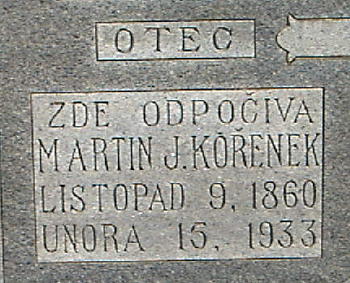 OTEC
ZDE ODPOČIVA
MARTIN J. KOŘENEK
LISTOPAD 9, 1860
UNORA 15, 1933